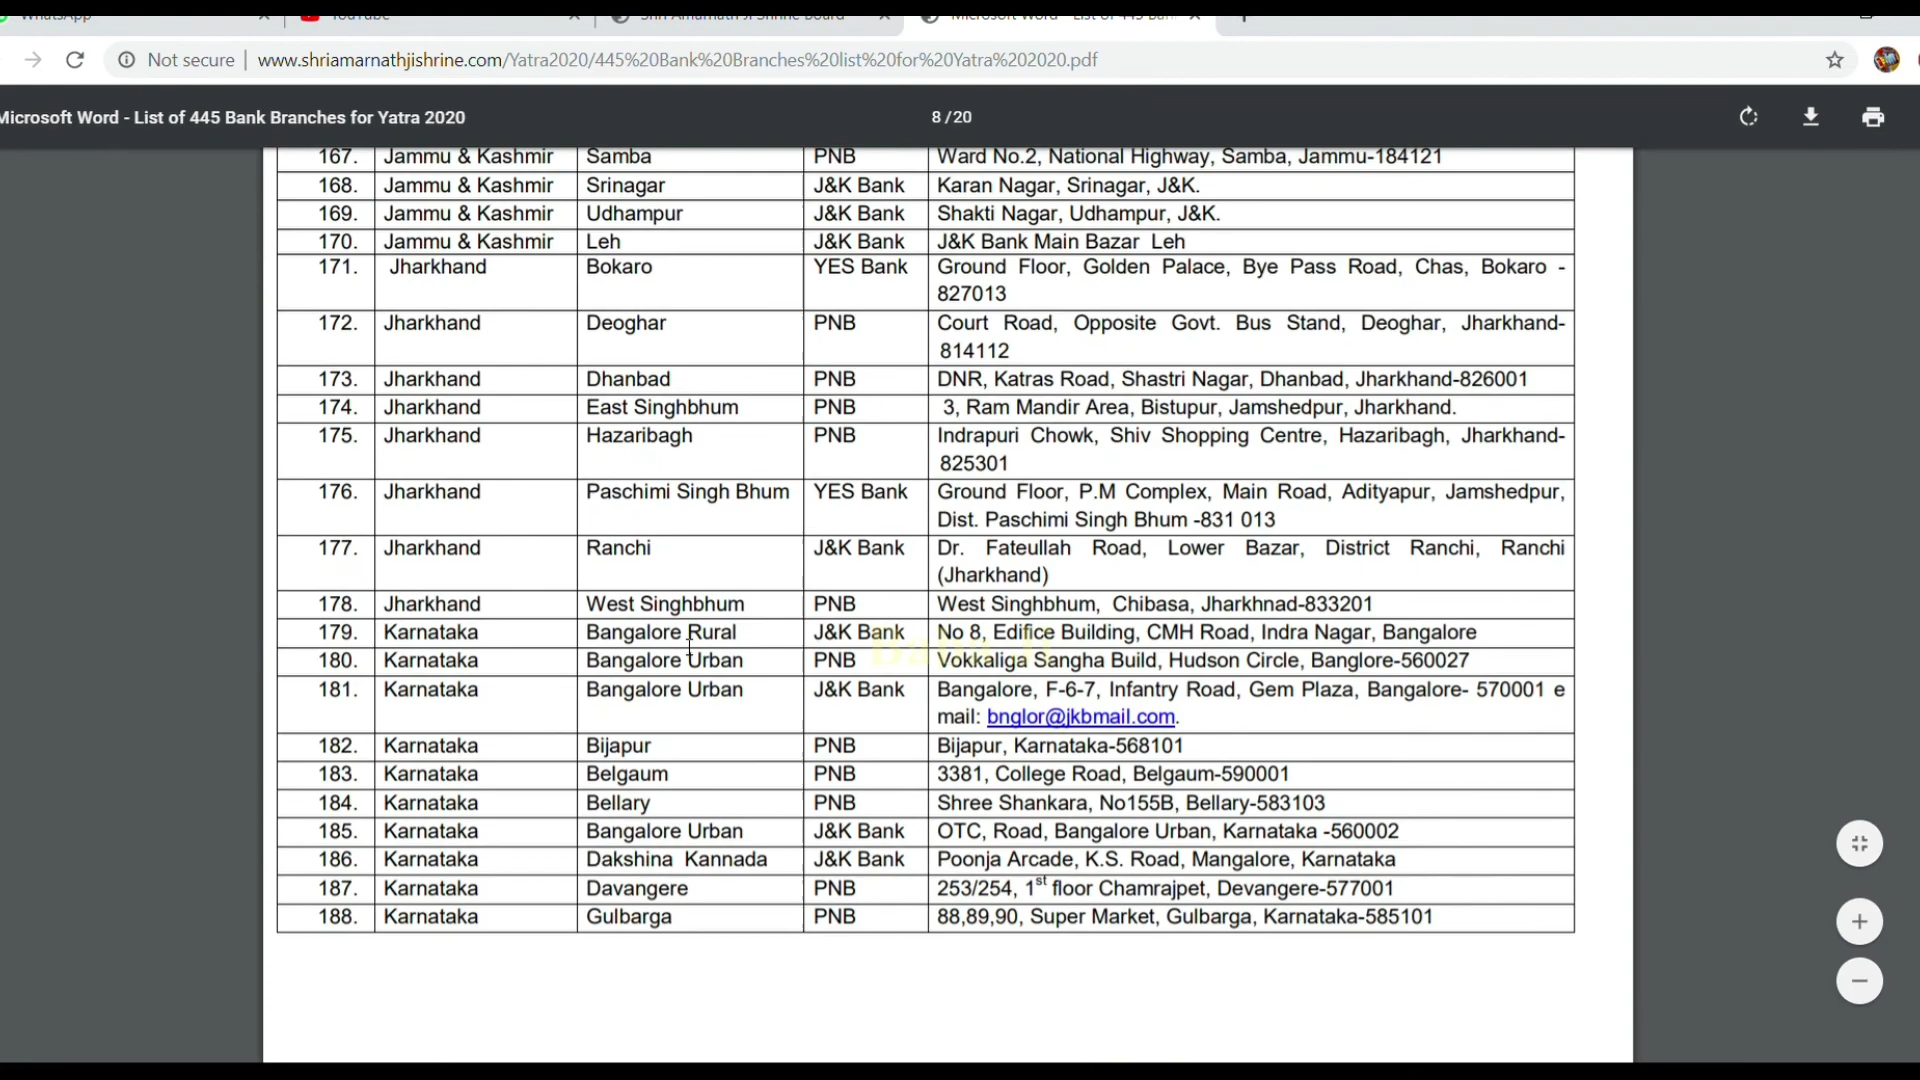 WhatsApp YouTube Shri Amarnath Ji Shrine Board Microsoft Word - List of 445 Ban
Not secure | www.shriamarnathjishrine.com/Yatra2020/445%20Bank%20Branches%20list%20for%20Yatra%202020.pdf
Microsoft Word - List of 445 Bank Branches for Yatra 2020 8 / 20
167. Jammu & Kashmir Samba PNB Ward No.2, National Highway, Samba, Jammu-184121
168. Jammu & Kashmir Srinagar J&K Bank Karan Nagar, Srinagar, J&K.
169. Jammu & Kashmir Udhampur J&K Bank Shakti Nagar, Udhampur, J&K.
170. Jammu & Kashmir Leh J&K Bank J&K Bank Main Bazar Leh
171. Jharkhand Bokaro YES Bank Ground Floor, Golden Palace, Bye Pass Road, Chas, Bokaro -
827013
172. Jharkhand Deoghar PNB Court Road, Opposite Govt. Bus Stand, Deoghar, Jharkhand-
814112
173. Jharkhand Dhanbad PNB DNR, Katras Road, Shastri Nagar, Dhanbad, Jharkhand-826001
174. Jharkhand East Singhbhum PNB 3, Ram Mandir Area, Bistupur, Jamshedpur, Jharkhand.
175. Jharkhand Hazaribagh PNB Indrapuri Chowk, Shiv Shopping Centre, Hazaribagh, Jharkhand-
825301
176. Jharkhand Paschimi Singh Bhum YES Bank Ground Floor, P.M Complex, Main Road, Adityapur, Jamshedpur,
Dist. Paschimi Singh Bhum -831 013
177. Jharkhand Ranchi J&K Bank Dr. Fateullah Road, Lower Bazar, District Ranchi, Ranchi
(Jharkhand)
178. Jharkhand West Singhbhum PNB West Singhbhum, Chibasa, Jharkhnad-833201
179. Karnataka Bangalore Rural J&K Bank No 8, Edifice Building, CMH Road, Indra Nagar, Bangalore
180. Karnataka Bangalore Urban PNB Vokkaliga Sangha Build, Hudson Circle, Banglore-560027
181. Karnataka Bangalore Urban J&K Bank Bangalore, F-6-7, Infantry Road, Gem Plaza, Bangalore- 570001 e
mail: bnglor@jkbmail.com.
182. Karnataka Bijapur PNB Bijapur, Karnataka-568101
183. Karnataka Belgaum PNB 3381, College Road, Belgaum-590001
184. Karnataka Bellary PNB Shree Shankara, No155B, Bellary-583103
185. Karnataka Bangalore Urban J&K Bank OTC, Road, Bangalore Urban, Karnataka -560002
186. Karnataka Dakshina Kannada J&K Bank Poonja Arcade, K.S. Road, Mangalore, Karnataka
187. Karnataka Davangere PNB 253/254, 1st floor Chamrajpet, Devangere-577001
188. Karnataka Gulbarga PNB 88,89,90, Super Market, Gulbarga, Karnataka-585101